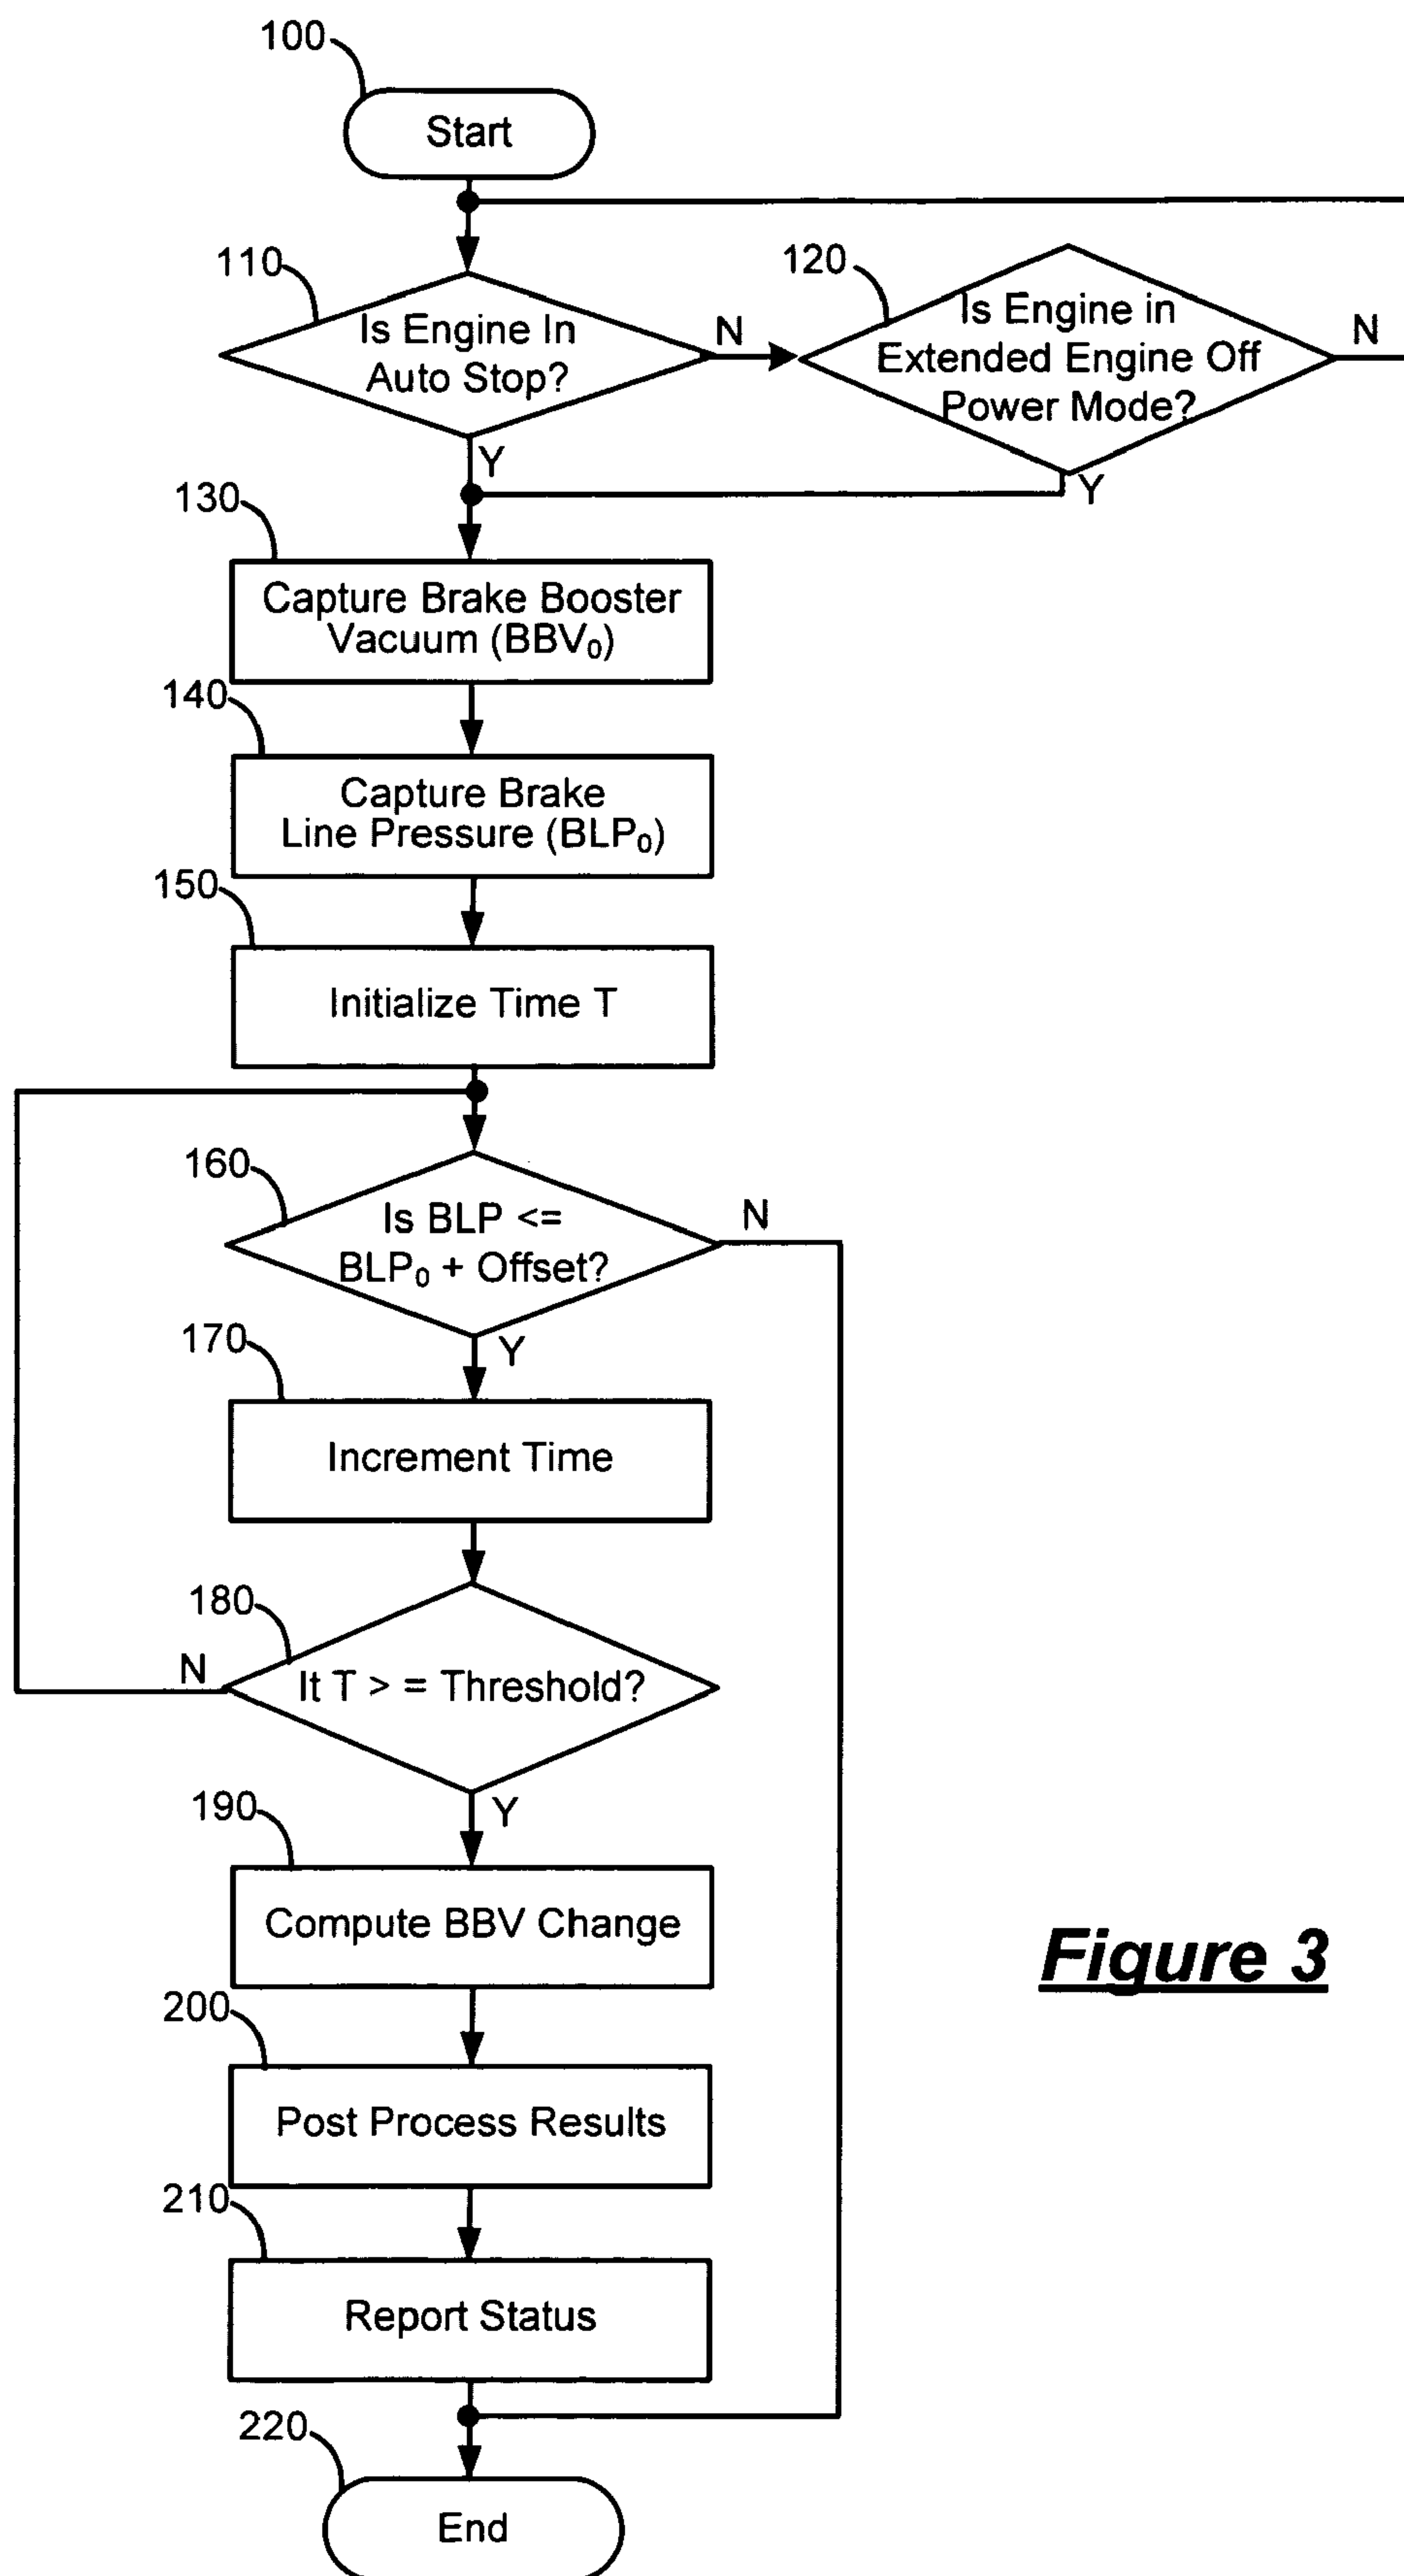 100
Start
110
Is Engine In
Auto Stop?
N
120
Is Engine in
Extended Engine Off
Power Mode?
N
Y
Y
130
Capture Brake Booster
Vacuum (BBV₀)
140
Capture Brake
Line Pressure (BLP₀)
150
Initialize Time T
160
Is BLP <=
BLP₀ + Offset?
N
Y
170
Increment Time
180
It T > = Threshold?
N
Y
190
Compute BBV Change
200
Post Process Results
210
Report Status
220
End
Figure 3